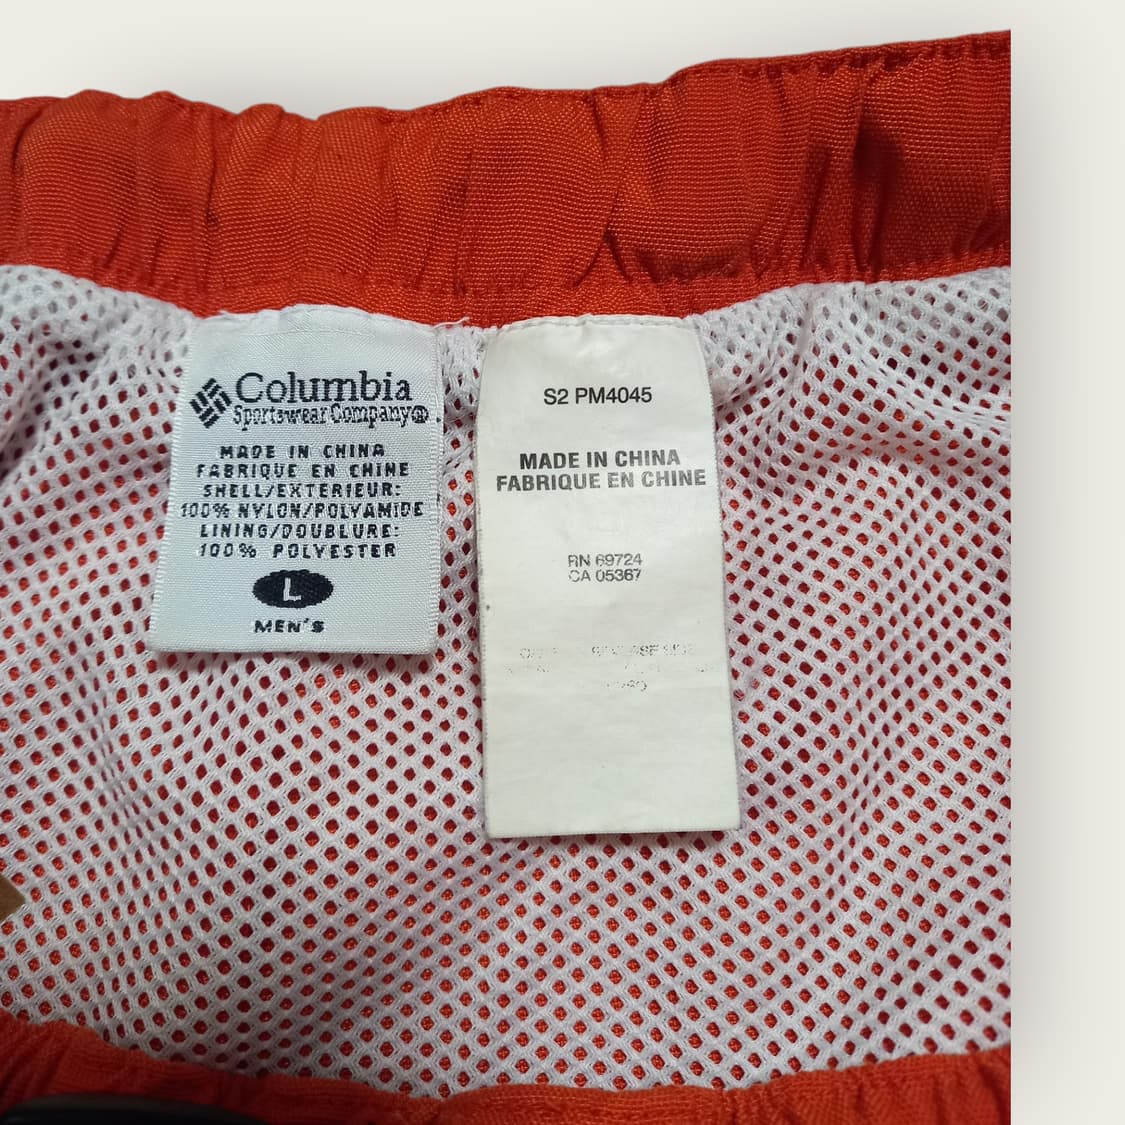 Columbia
Sportswear Company®
MADE IN CHINA
FABRIQUE EN CHINE
SHELL/EXTERIEUR:
100% NYLON/POLYAMIDE
LINING/DOUBLURE:
100% POLYESTER
L
MEN'S
S2 PM4045
MADE IN CHINA
FABRIQUE EN CHINE
RN 69724
CA 05367